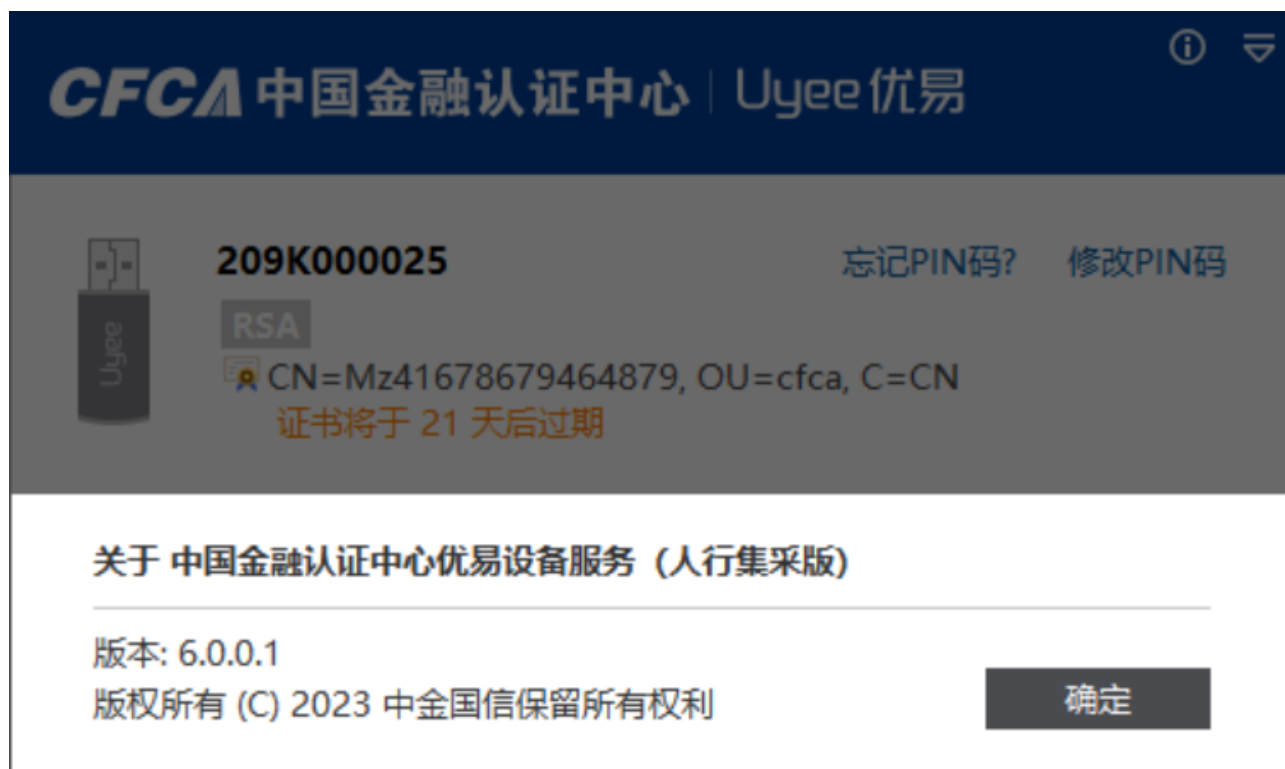 CFCA 中国金融认证中心 | Uyee优易
209K000025
忘记PIN码?
修改PIN码
RSA
Uyee
CN=Mz41678679464879, OU=cfca, C=CN
证书将于 21 天后过期
关于 中国金融认证中心优易设备服务（人行集采版）
版本: 6.0.0.1
版权所有 (C) 2023 中金国信保留所有权利
确定